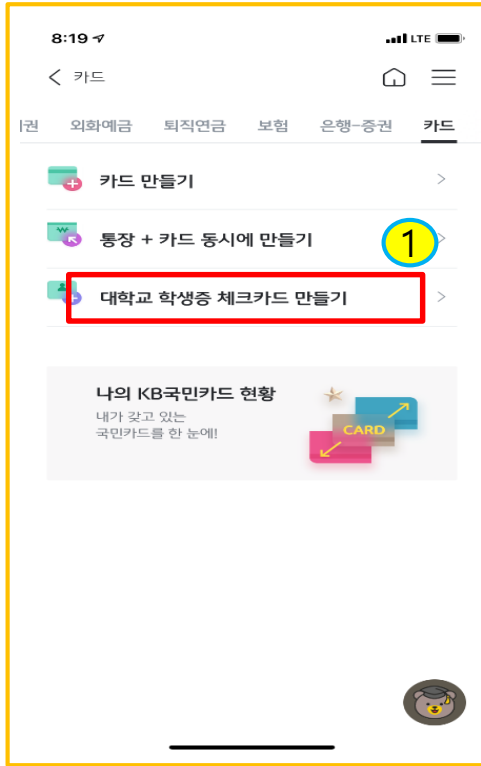 8:19
LTE
카드
외화예금 퇴직연금 보험 은행-증권 카드
카드 만들기
통장 + 카드 동시에 만들기
1
대학교 학생증 체크카드 만들기
나의 KB국민카드 현황
내가 갖고 있는
국민카드를 한 눈에!
CARD